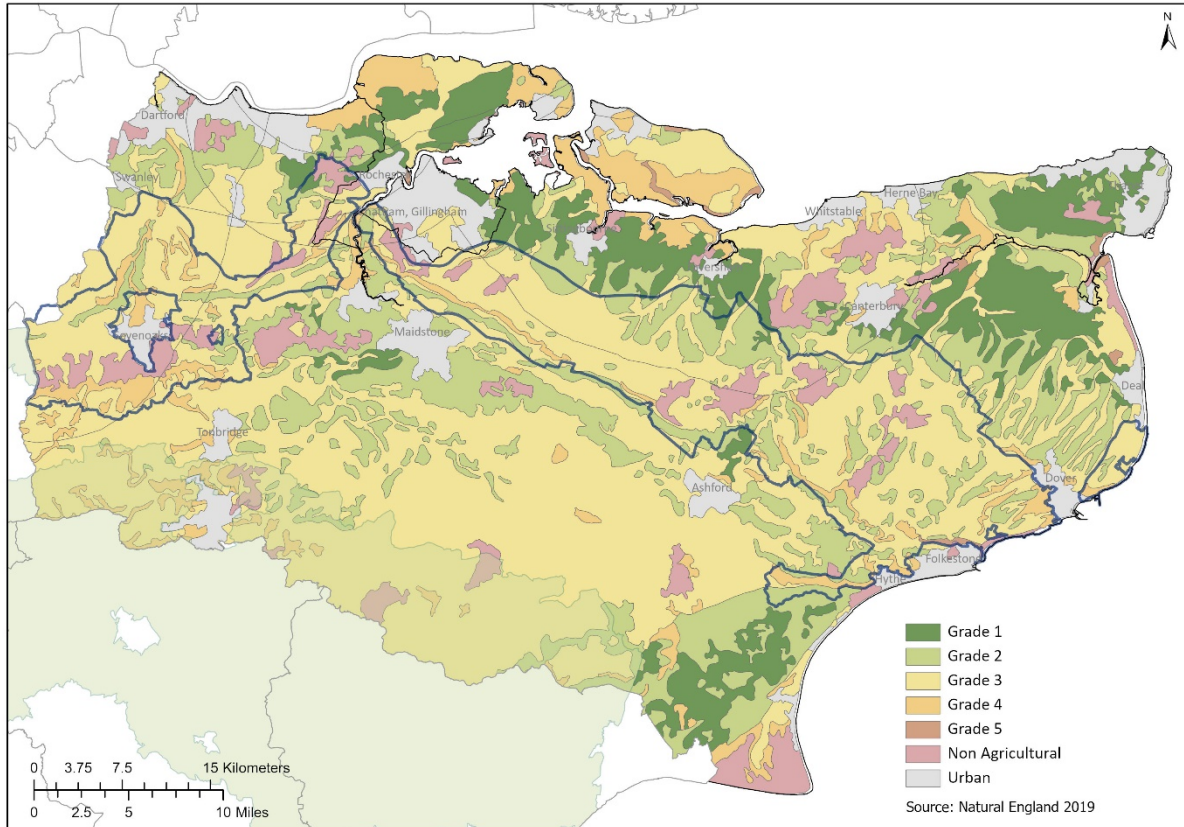 N
Dartford
Swanley
Rochester
Chatham, Gillingham
Herne Bay
Whitstable
Canterbury
Sevenoaks
Maidstone
Deal
Tonbridge
Ashford
Dover
Folkestone
Hythe
Grade 1
Grade 2
Grade 3
Grade 4
Grade 5
Non Agricultural
Urban
Source: Natural England 2019
0 3.75 7.5 15 Kilometers
0 2.5 5 10 Miles